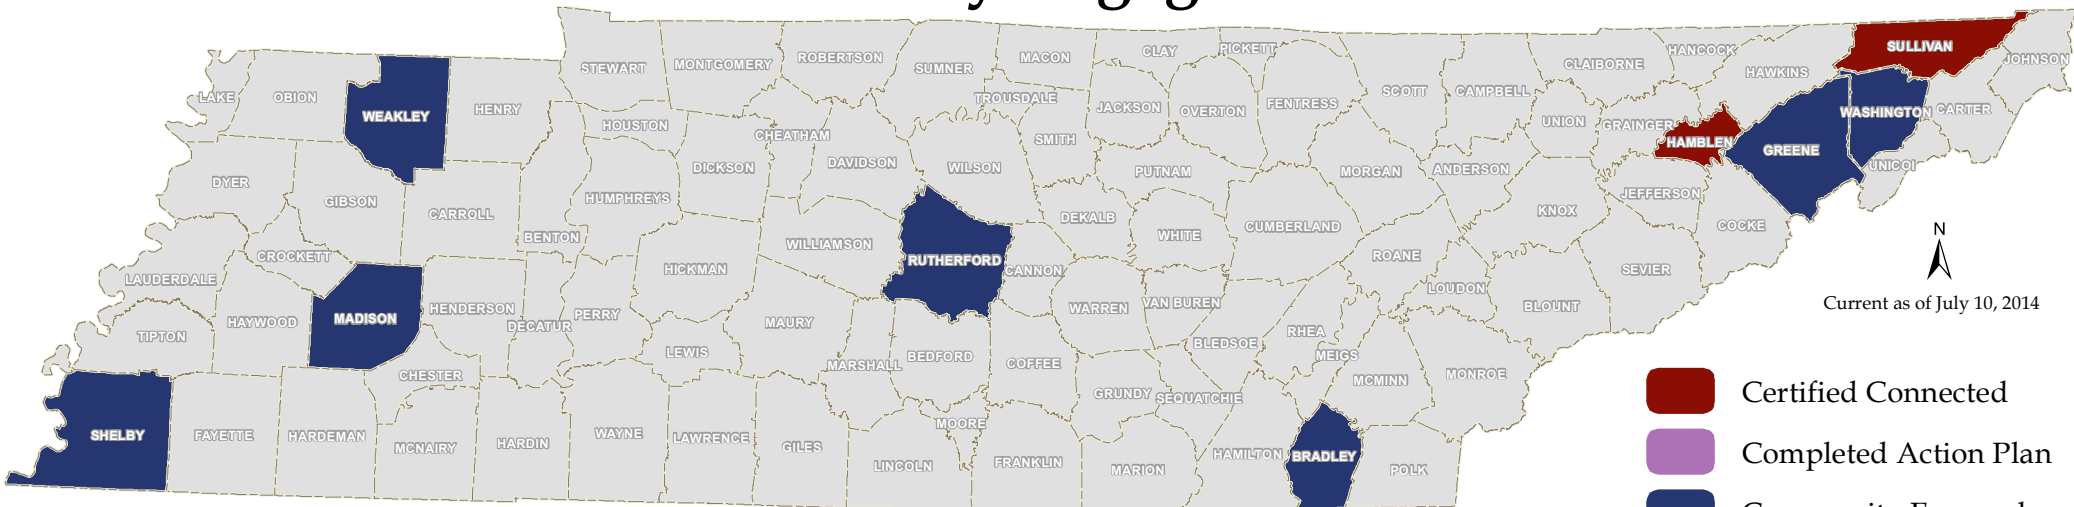 STEWART
MONTGOMERY
ROBERTSON
SUMNER
MACON
CLAY
PICKETT
SCOTT
CAMPBELL
CLAIBORNE
HANCOCK
HAWKINS
SULLIVAN
JOHNSON
LAKE
OBION
WEAKLEY
HENRY
HOUSTON
CHEATHAM
TROUSDALE
SMITH
JACKSON
OVERTON
FENTRESS
UNION
GRAINGER
HAMBLEN
GREENE
WASHINGTON
CARTER
UNICOI
DYER
GIBSON
CARROLL
BENTON
HUMPHREYS
DICKSON
DAVIDSON
WILSON
DEKALB
PUTNAM
WHITE
CUMBERLAND
MORGAN
ANDERSON
KNOX
JEFFERSON
COCKE
SEVIER
N
Current as of July 10, 2014
LAUDERDALE
CROCKETT
TIPTON
HAYWOOD
MADISON
HENDERSON
DECATUR
PERRY
HICKMAN
WILLIAMSON
RUTHERFORD
CANNON
WARREN
VAN BUREN
ROANE
LOUDON
BLOUNT
LEWIS
MAURY
MARSHALL
BEDFORD
COFFEE
BLEDSOE
RHEA
MEIGS
MCMINN
MONROE
SHELBY
FAYETTE
HARDEMAN
CHESTER
MCNAIRY
HARDIN
WAYNE
LAWRENCE
GILES
LINCOLN
MOORE
FRANKLIN
GRUNDY
SEQUATCHIE
MARION
HAMILTON
BRADLEY
POLK
Certified Connected
Completed Action Plan